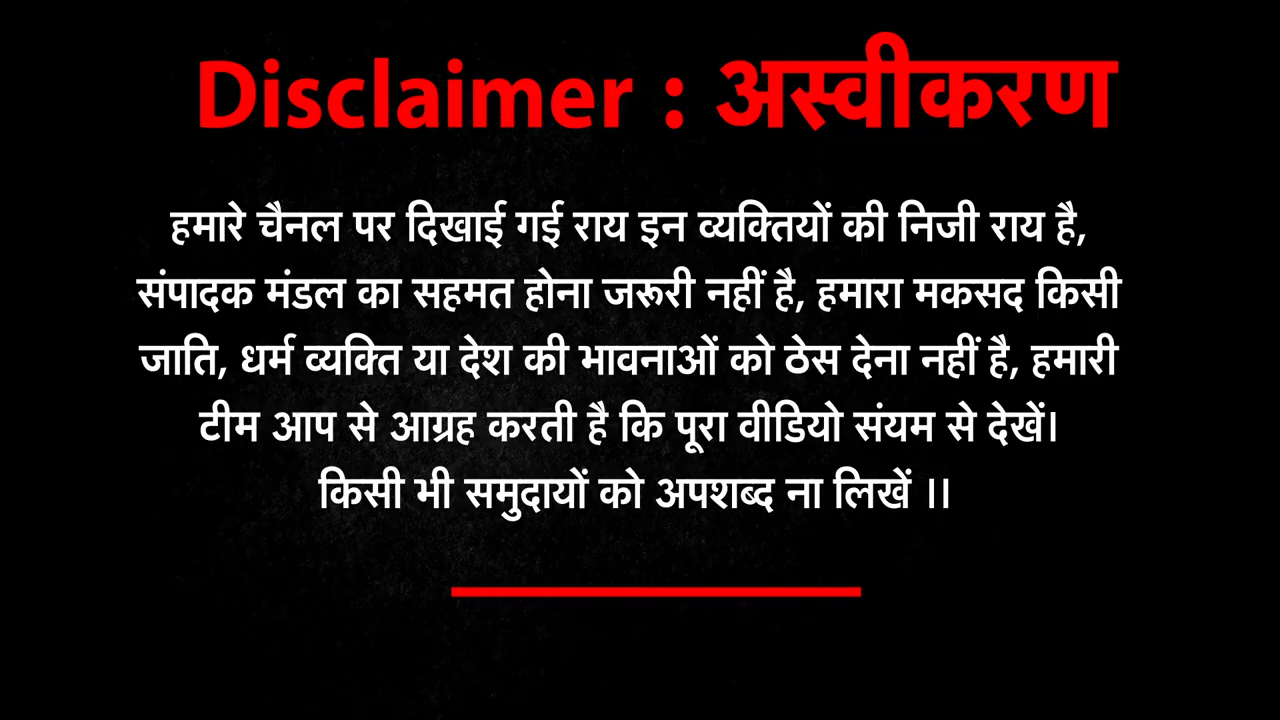 Disclaimer : अस्वीकरण
हमारे चैनल पर दिखाई गई राय इन व्यक्तियों की निजी राय है,
संपादक मंडल का सहमत होना जरूरी नहीं है, हमारा मकसद किसी
जाति, धर्म व्यक्ति या देश की भावनाओं को ठेस देना नहीं है, हमारी
टीम आप से आग्रह करती है कि पूरा वीडियो संयम से देखें।
किसी भी समुदायों को अपशब्द ना लिखें ।।